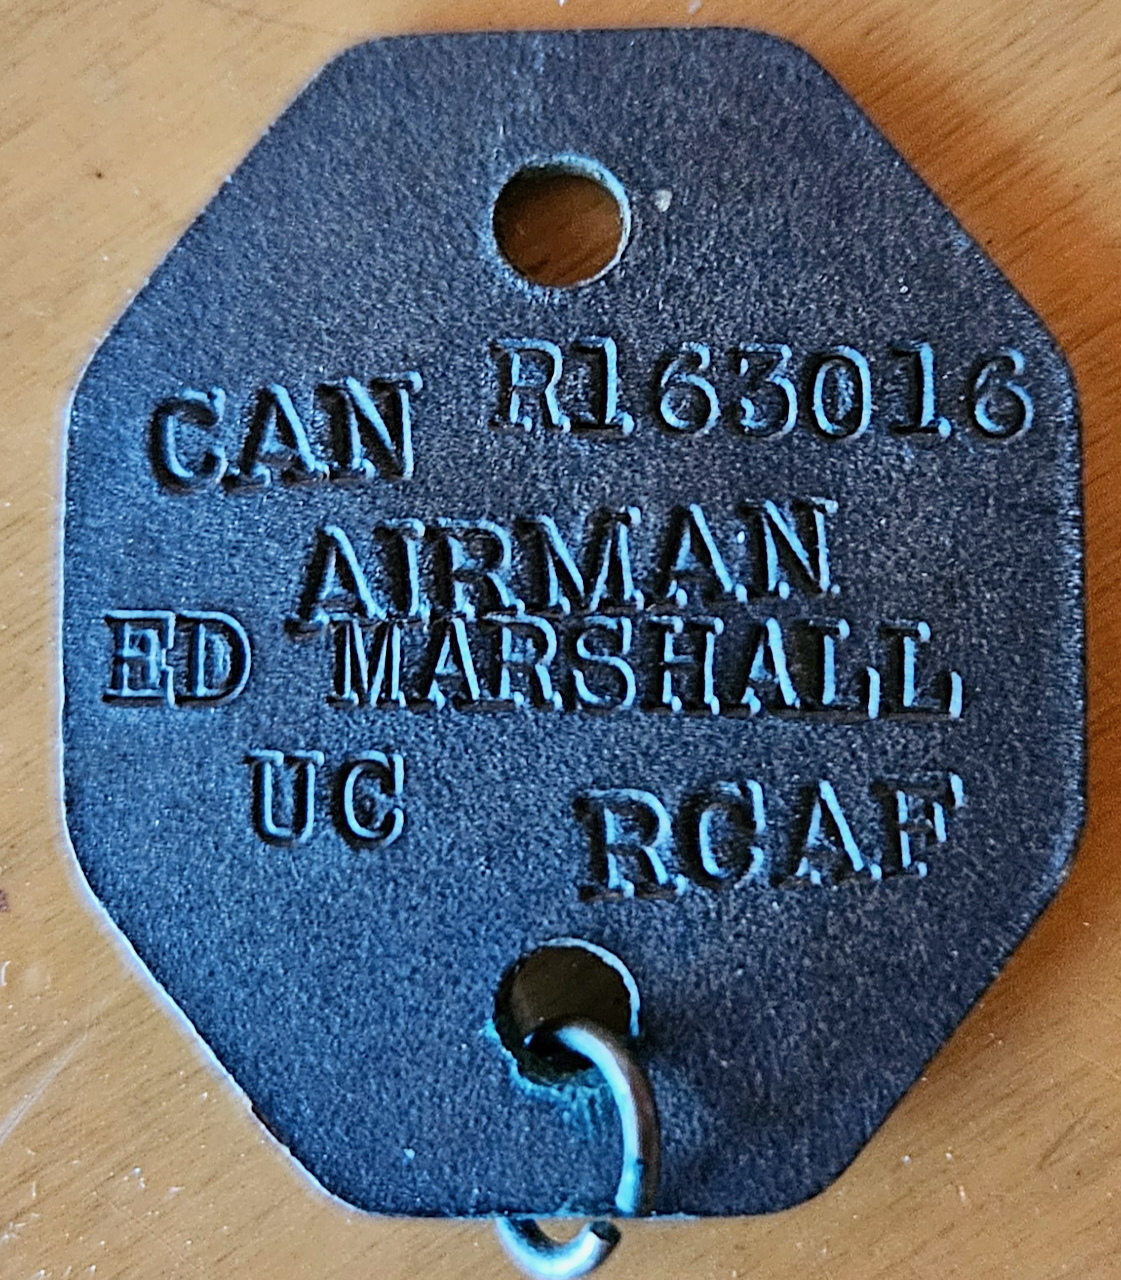 CAN R163016
AIRMAN
ED MARSHALL
UC RCAF